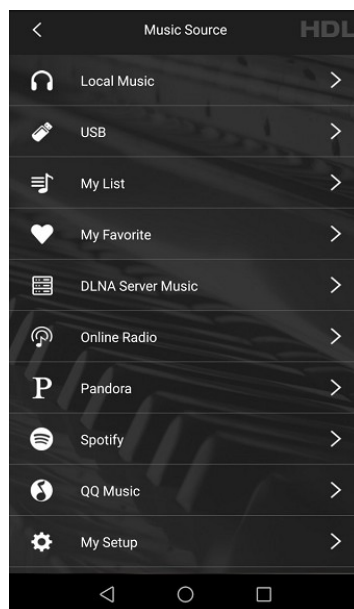 Music Source
HDL
Local Music
USB
My List
My Favorite
DLNA Server Music
Online Radio
P Pandora
Spotify
QQ Music
My Setup